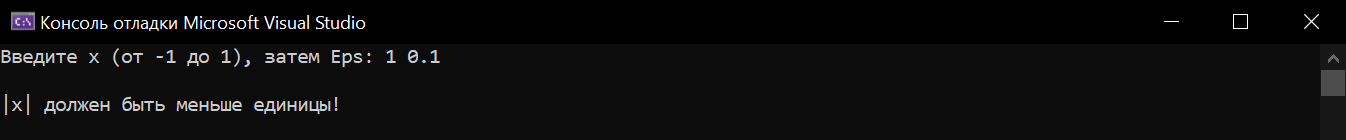 Консоль отладки Microsoft Visual Studio
Введите x (от -1 до 1), затем Eps: 1 0.1
|x| должен быть меньше единицы!